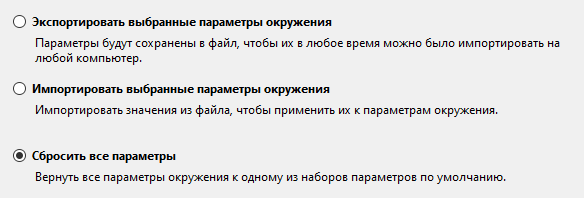 Экспортировать выбранные параметры окружения
Параметры будут сохранены в файл, чтобы их в любое время можно было импортировать на
любой компьютер.
Импортировать выбранные параметры окружения
Импортировать значения из файла, чтобы применить их к параметрам окружения.
Сбросить все параметры
Вернуть все параметры окружения к одному из наборов параметров по умолчанию.